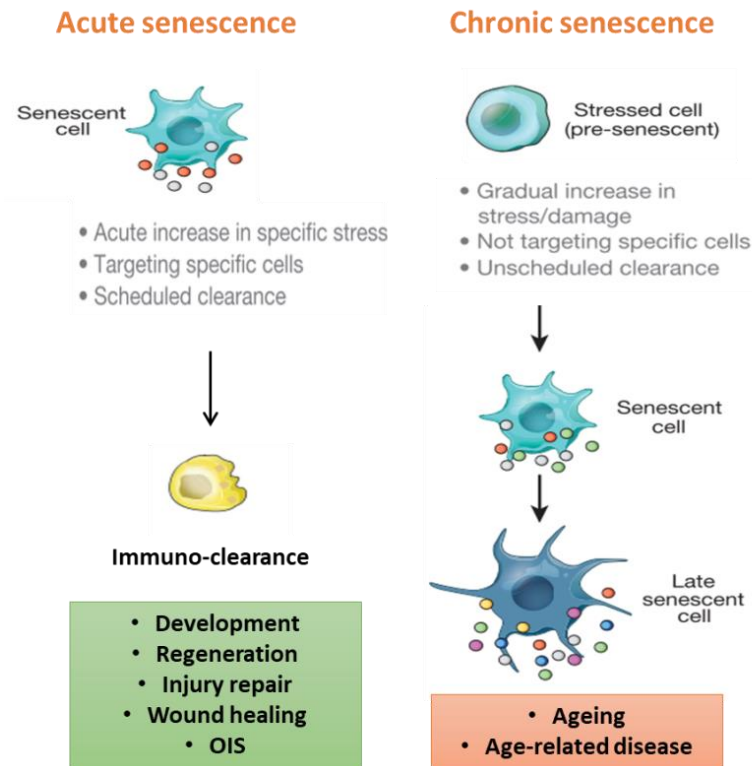 Acute senescence
Senescent
cell
• Acute increase in specific stress
• Targeting specific cells
• Scheduled clearance
Immuno-clearance
• Development
• Regeneration
• Injury repair
• Wound healing
• OIS
Chronic senescence
Stressed cell
(pre-senescent)
• Gradual increase in
stress/damage
• Not targeting specific cells
• Unscheduled clearance
Senescent
cell
Late
senescent
cell
• Ageing
• Age-related disease